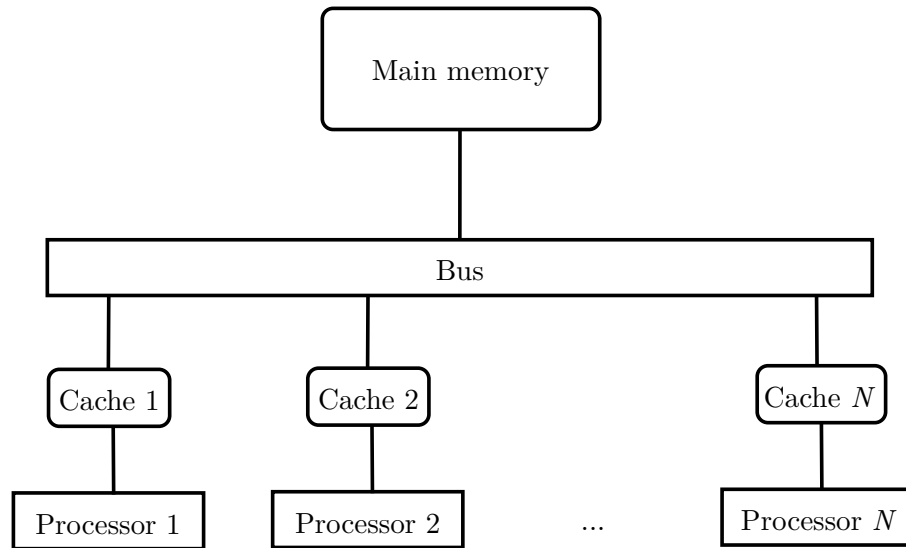 Main memory
Bus
Cache 1 Cache 2 Cache N
Processor 1 Processor 2 ... Processor N